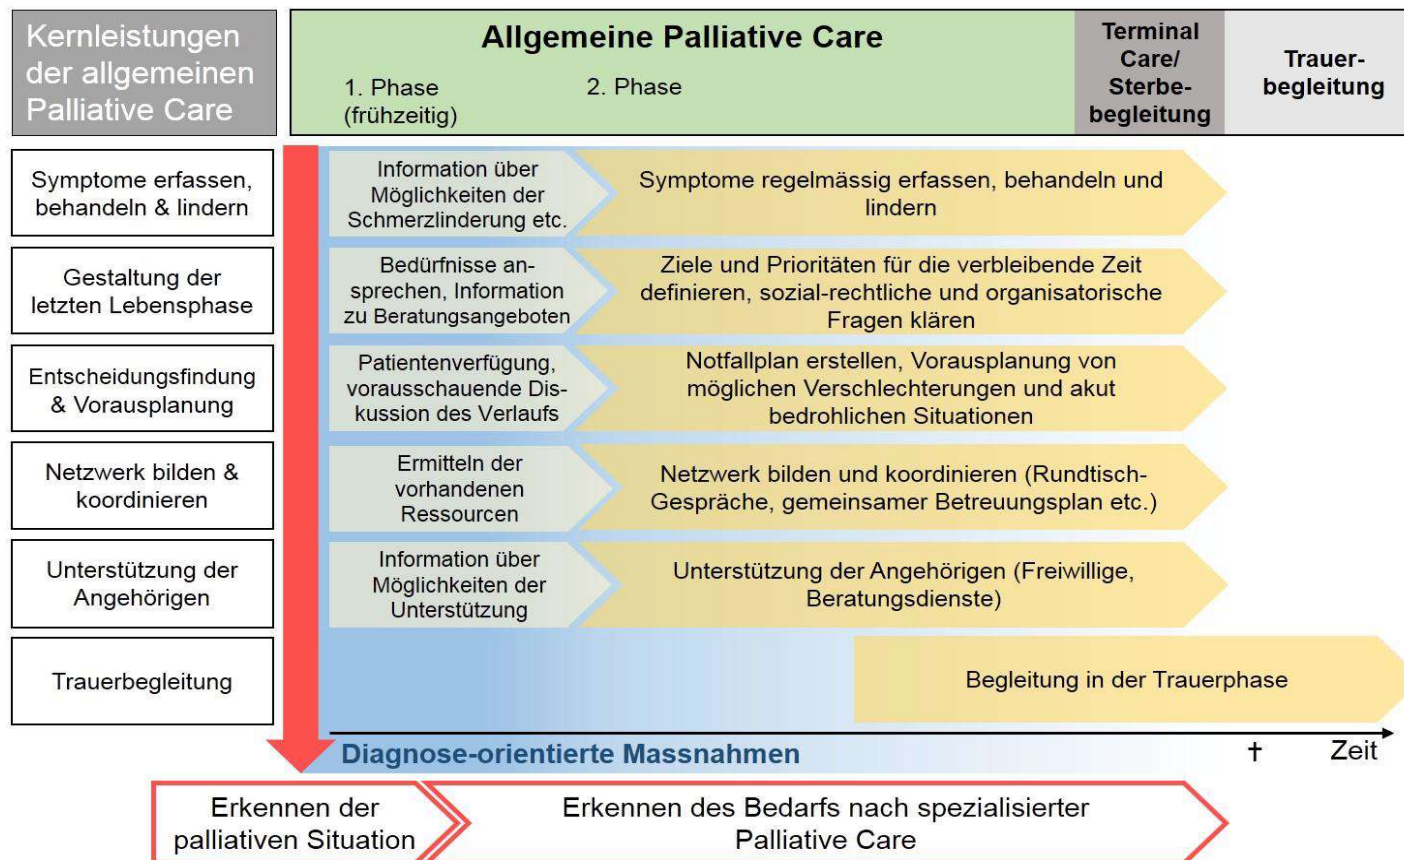 Kernleistungen
der allgemeinen
Palliative Care
Allgemeine Palliative Care
1. Phase
(frühzeitig)
2. Phase
Terminal
Care/
Sterbe-
begleitung
Trauer-
begleitung
Symptome erfassen,
behandeln & lindern
Information über
Möglichkeiten der
Schmerzlinderung etc.
Symptome regelmässig erfassen, behandeln und
lindern
Gestaltung der
letzten Lebensphase
Bedürfnisse an-
sprechen, Information
zu Beratungsangeboten
Ziele und Prioritäten für die verbleibende Zeit
definieren, sozial-rechtliche und organisatorische
Fragen klären
Entscheidungsfindung
& Vorausplanung
Patientenverfügung,
vorausschauende Dis-
kussion des Verlaufs
Notfallplan erstellen, Vorausplanung von
möglichen Verschlechterungen und akut
bedrohlichen Situationen
Netzwerk bilden &
koordinieren
Ermitteln der
vorhandenen
Ressourcen
Netzwerk bilden und koordinieren (Rundtisch-
Gespräche, gemeinsamer Betreuungsplan etc.)
Unterstützung der
Angehörigen
Information über
Möglichkeiten der
Unterstützung
Unterstützung der Angehörigen (Freiwillige,
Beratungsdienste)
Trauerbegleitung
Begleitung in der Trauerphase
Diagnose-orientierte Massnahmen
✝
Zeit
Erkennen der
palliativen Situation
Erkennen des Bedarfs nach spezialisierter
Palliative Care